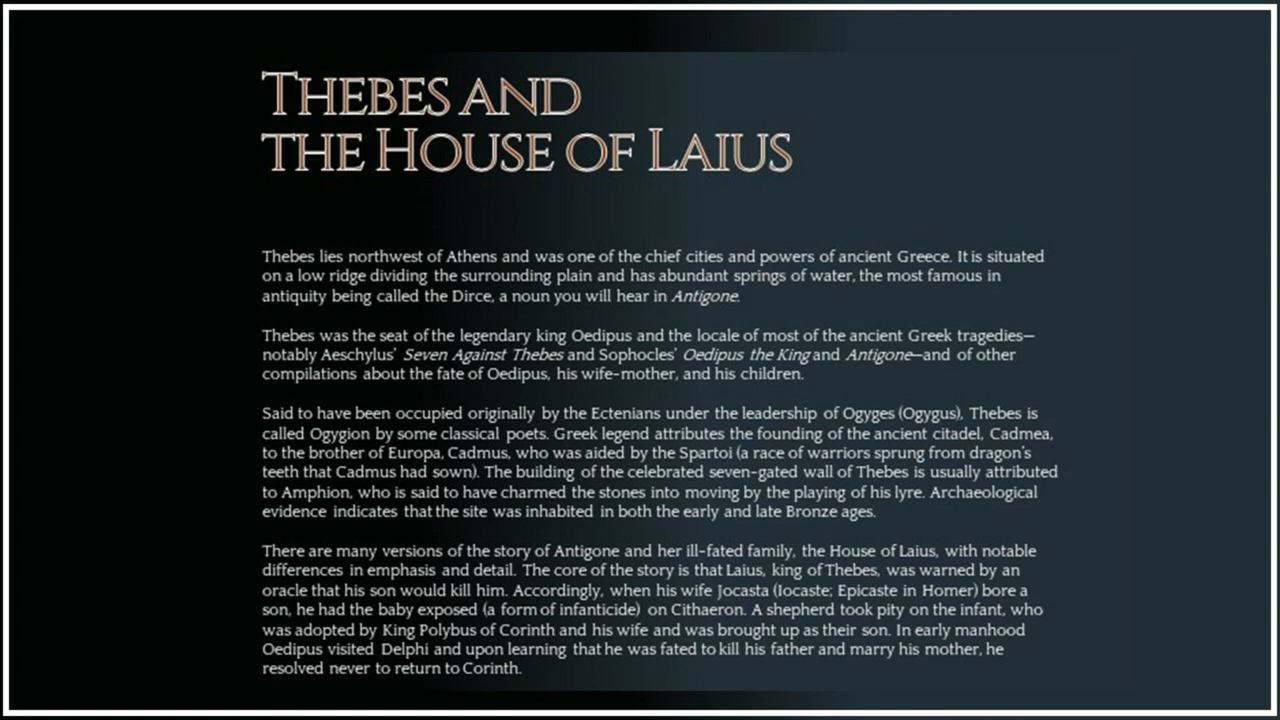 THEBES AND
THE HOUSE OF LAIUS
Thebes lies northwest of Athens and was one of the chief cities and powers of ancient Greece. It is situated
on a low ridge dividing the surrounding plain and has abundant springs of water, the most famous in
antiquity being called the Dirce, a noun you will hear in Antigone.
Thebes was the seat of the legendary king Oedipus and the locale of most of the ancient Greek tragedies—
notably Aeschylus' Seven Against Thebes and Sophocles' Oedipus the King and Antigone—and of other
compilations about the fate of Oedipus, his wife-mother, and his children.
Said to have been occupied originally by the Ectenians under the leadership of Ogyges (Ogygus), Thebes is
called Ogygion by some classical poets. Greek legend attributes the founding of the ancient citadel, Cadmea,
to the brother of Europa, Cadmus, who was aided by the Spartoi (a race of warriors sprung from dragon's
teeth that Cadmus had sown). The building of the celebrated seven-gated wall of Thebes is usually attributed
to Amphion, who is said to have charmed the stones into moving by the playing of his lyre. Archaeological
evidence indicates that the site was inhabited in both the early and late Bronze ages.
There are many versions of the story of Antigone and her ill-fated family, the House of Laius, with notable
differences in emphasis and detail. The core of the story is that Laius, king of Thebes, was warned by an
oracle that his son would kill him. Accordingly, when his wife Jocasta (Iocaste; Epicaste in Homer) bore a
son, he had the baby exposed (a form of infanticide) on Cithaeron. A shepherd took pity on the infant, who
was adopted by King Polybus of Corinth and his wife and was brought up as their son. In early manhood
Oedipus visited Delphi and upon learning that he was fated to kill his father and marry his mother, he
resolved never to return to Corinth.